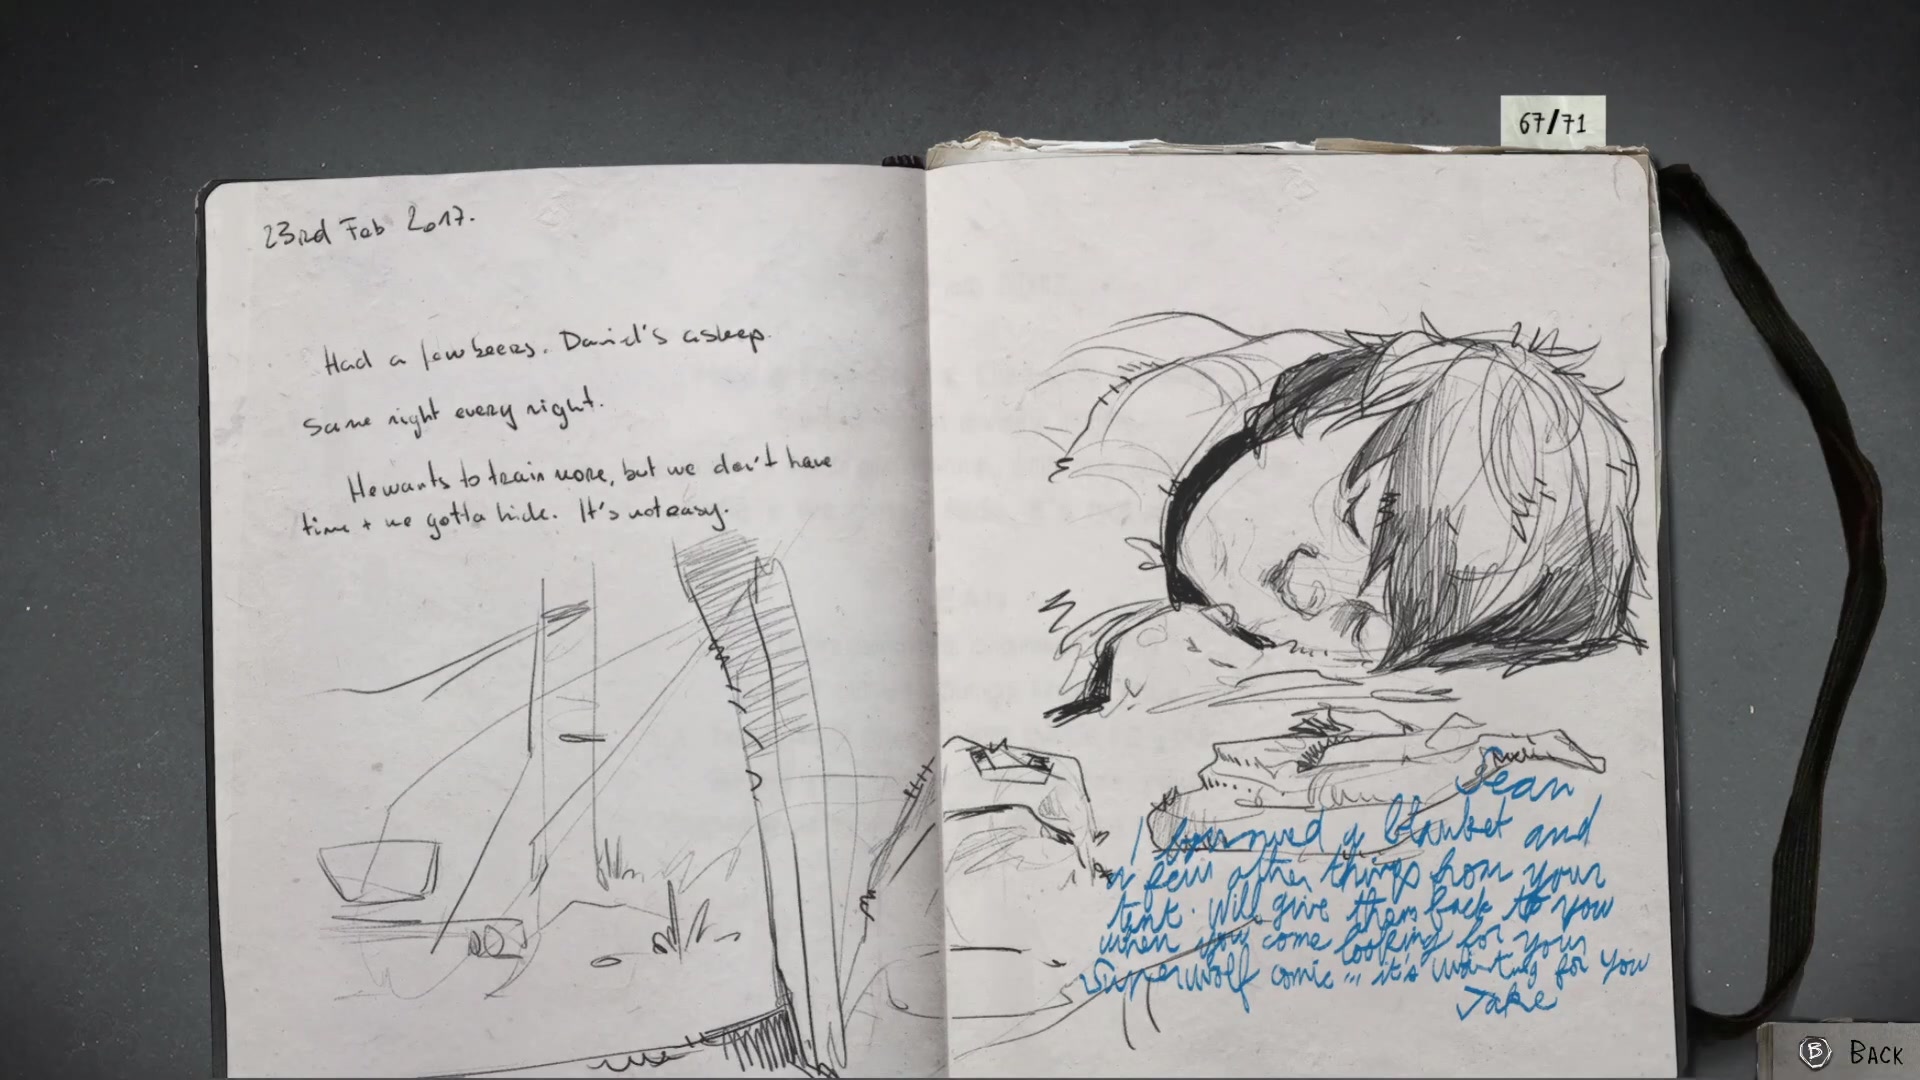 67/71
23rd Feb 2017.
Had a few beers. Daniel's asleep.
Same night every night.
He wants to train more, but we don't have
time + we gotta hide. It's not easy.
Sean
I borrowed a blanket and
a few other things from your
tent. Will give them back to you
when you come looking for your
Superwolf comic... it's waiting for you
Jake
B BACK